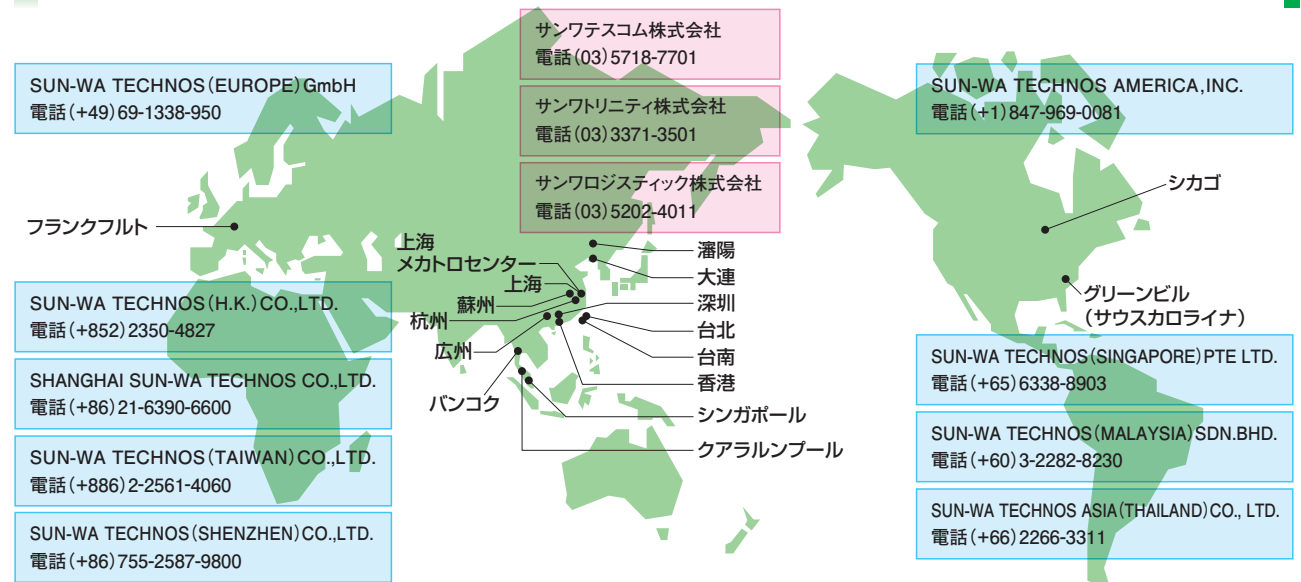 サンワテスコム株式会社
電話(03)5718-7701
サンワトリニティ株式会社
電話(03)3371-3501
サンワロジスティック株式会社
電話(03)5202-4011
SUN-WA TECHNOS(EUROPE)GmbH
電話(+49)69-1338-950
SUN-WA TECHNOS AMERICA,INC.
電話(+1)847-969-0081
フランクフルト
シカゴ
グリーンビル
(サウスカロライナ)
上海
メカトロセンター
上海
蘇州
杭州
広州
バンコク
瀋陽
大連
深圳
台北
台南
香港
シンガポール
クアラルンプール
SUN-WA TECHNOS(H.K.)CO.,LTD.
電話(+852)2350-4827
SHANGHAI SUN-WA TECHNOS CO.,LTD.
電話(+86)21-6390-6600
SUN-WA TECHNOS(TAIWAN)CO.,LTD.
電話(+886)2-2561-4060
SUN-WA TECHNOS(SHENZHEN)CO.,LTD.
電話(+86)755-2587-9800
SUN-WA TECHNOS(SINGAPORE)PTE LTD.
電話(+65)6338-8903
SUN-WA TECHNOS(MALAYSIA)SDN.BHD.
電話(+60)3-2282-8230
SUN-WA TECHNOS ASIA(THAILAND)CO., LTD.
電話(+66)2266-3311